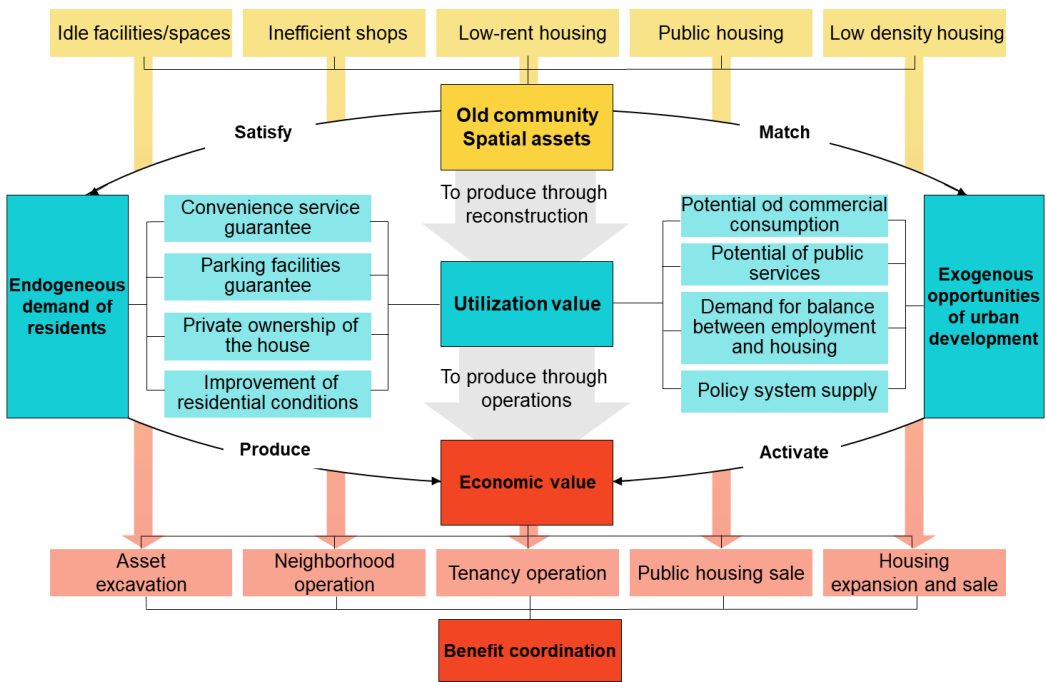 Idle facilities/spaces
Inefficient shops
Low-rent housing
Public housing
Low density housing
Old community
Spatial assets
Satisfy
Match
To produce through
reconstruction
Endogeneous
demand of
residents
Convenience service
guarantee
Parking facilities
guarantee
Private ownership of
the house
Improvement of
residential conditions
Utilization value
Potential od commercial
consumption
Potential of public
services
Demand for balance
between employment
and housing
Policy system supply
Exogenous
opportunities
of urban
development
To produce through
operations
Produce
Activate
Economic value
Asset
excavation
Neighborhood
operation
Tenancy operation
Public housing sale
Housing
expansion and sale
Benefit coordination